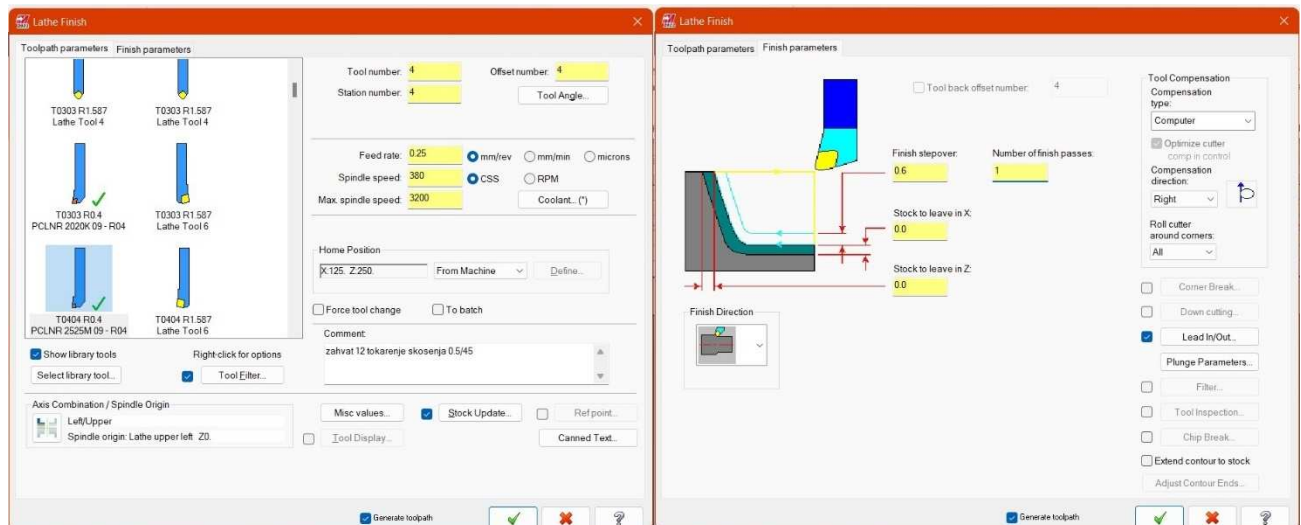 Lathe Finish
Toolpath parameters Finish parameters
T0303 R1.587
Lathe Tool 4
T0303 R1.587
Lathe Tool 4
T0303 R0.4
PCLNR 2020K 09 - R04
T0303 R1.587
Lathe Tool 6
T0404 R0.4
PCLNR 2525M 09 - R04
T0404 R1.587
Lathe Tool 6
Show library tools
Right-click for options
Select library tool...
Tool Filter...
Axis Combination / Spindle Origin
Left/Upper
Spindle origin: Lathe upper left Z0.
Tool number: 4
Offset number: 4
Station number: 4
Tool Angle...
Feed rate: 0.25 mm/rev mm/min microns
Spindle speed: 380 CSS RPM
Max. spindle speed: 3200
Coolant... (*)
Home Position
X:125. Z:250.
From Machine
Define...
Force tool change
To batch
Comment:
zahvat 12 tokarenje skosenja 0.5/45
Misc values...
Stock Update...
Ref point...
Tool Display...
Canned Text...
Generate toolpath
Lathe Finish
Toolpath parameters Finish parameters
Tool back offset number: 4
Finish stepover:
0.6
Number of finish passes:
1
Stock to leave in X:
0.0
Stock to leave in Z:
0.0
Finish Direction
Tool Compensation
Compensation
type:
Computer
Optimize cutter
comp in control
Compensation
direction:
Right
Roll cutter
around corners:
All
Corner Break...
Down cutting...
Lead In/Out...
Plunge Parameters...
Filter...
Tool Inspection...
Chip Break...
Extend contour to stock
Adjust Contour Ends...
Generate toolpath